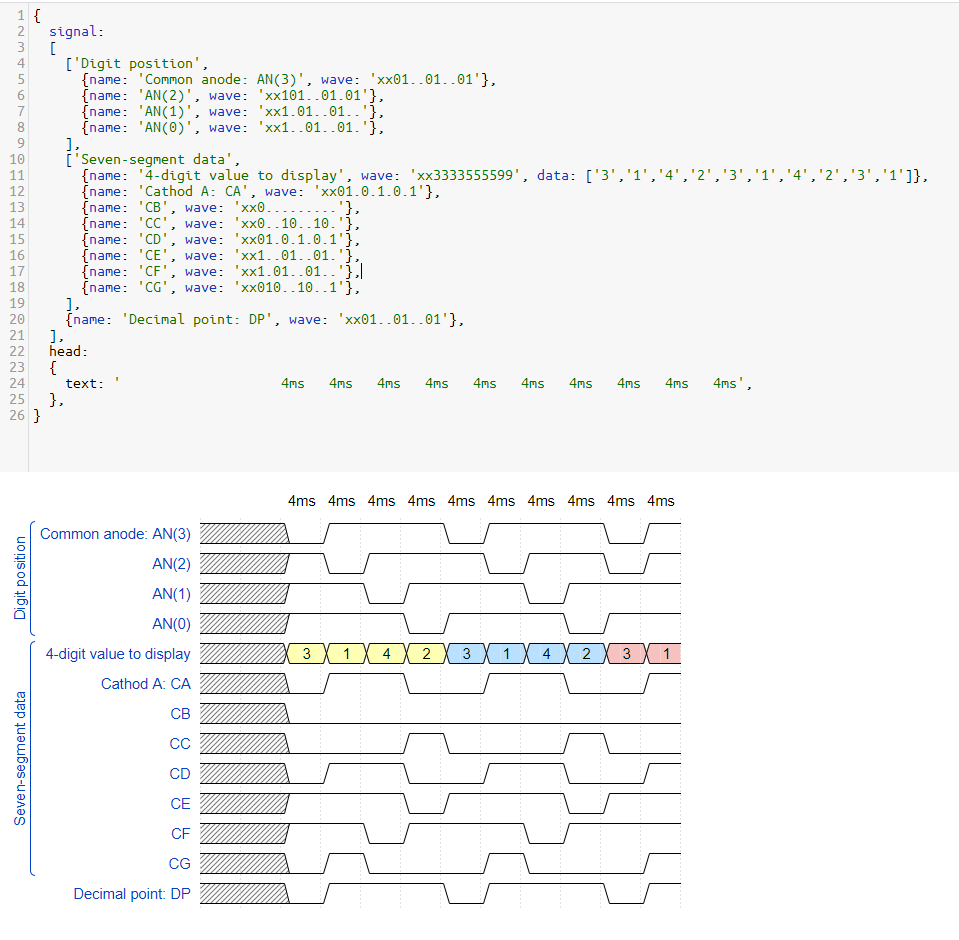 1 {
2   signal:
3   [
4     ['Digit position',
5       {name: 'Common anode: AN(3)', wave: 'xx01..01..01'},
6       {name: 'AN(2)', wave: 'xx101..01.01'},
7       {name: 'AN(1)', wave: 'xx1.01..01..'},
8       {name: 'AN(0)', wave: 'xx1..01..01.'},
9     ],
10     ['Seven-segment data',
11       {name: '4-digit value to display', wave: 'xx3333555599', data: ['3','1','4','2','3','1','4','2','3','1']},
12       {name: 'Cathod A: CA', wave: 'xx01.0.1.0.1'},
13       {name: 'CB', wave: 'xx0.........'},
14       {name: 'CC', wave: 'xx0..10..10.'},
15       {name: 'CD', wave: 'xx01.0.1.0.1'},
16       {name: 'CE', wave: 'xx1..01..01.'},
17       {name: 'CF', wave: 'xx1.01..01..'},
18       {name: 'CG', wave: 'xx010..10..1'},
19     ],
20     {name: 'Decimal point: DP', wave: 'xx01..01..01'},
21   ],
22   head:
23   {
24     text: '                    4ms   4ms   4ms   4ms   4ms   4ms   4ms   4ms   4ms   4ms',
25   },
26 }
4ms 4ms 4ms 4ms 4ms 4ms 4ms 4ms 4ms 4ms
Digit position
Common anode: AN(3)
AN(2)
AN(1)
AN(0)
Seven-segment data
4-digit value to display 3 1 4 2 3 1 4 2 3 1
Cathod A: CA
CB
CC
CD
CE
CF
CG
Decimal point: DP